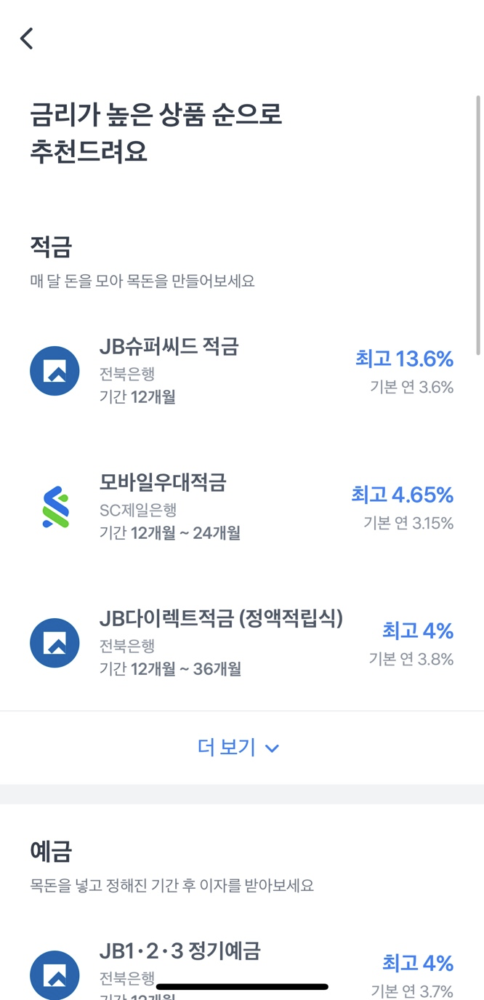 금리가 높은 상품 순으로
추천드려요
적금
매 달 돈을 모아 목돈을 만들어보세요
JB슈퍼씨드 적금
전북은행
기간 12개월
최고 13.6%
기본 연 3.6%
모바일우대적금
SC제일은행
기간 12개월 ~ 24개월
최고 4.65%
기본 연 3.15%
JB다이렉트적금 (정액적립식)
전북은행
기간 12개월 ~ 36개월
최고 4%
기본 연 3.8%
더 보기
예금
목돈을 넣고 정해진 기간 후 이자를 받아보세요
JB1·2·3 정기예금
전북은행
기간 12개월
최고 4%
기본 연 3.7%